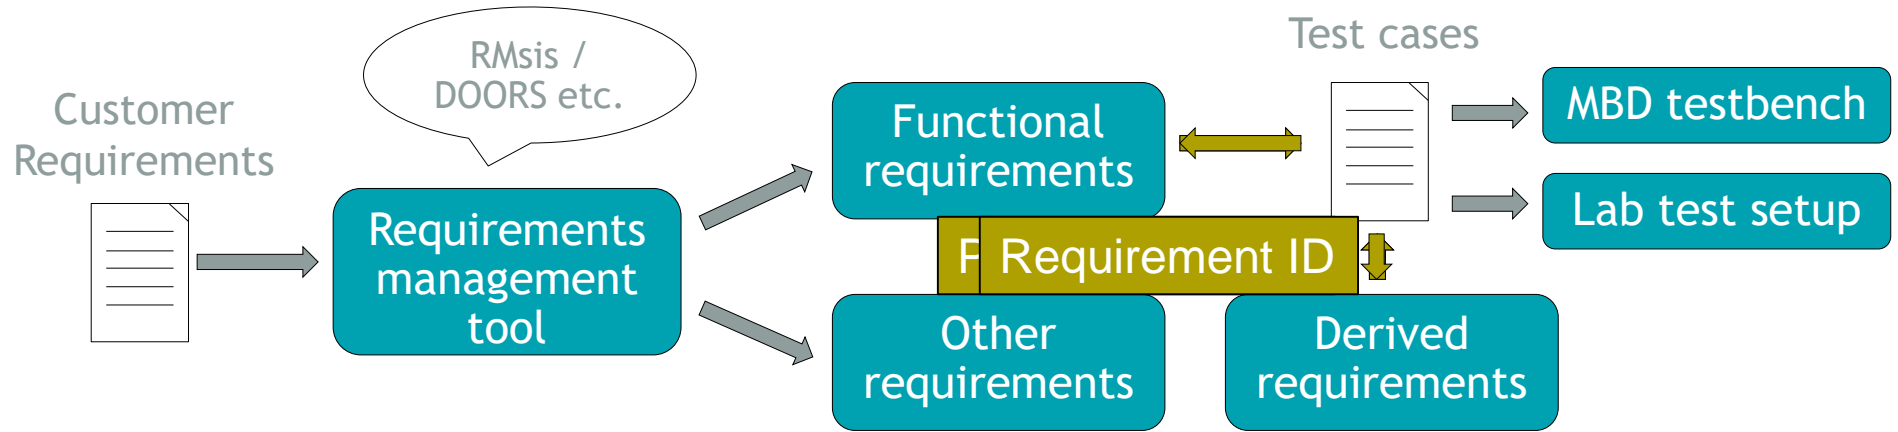 Customer
Requirements
RMsis /
DOORS etc.
Requirements
management
tool
Functional
requirements
Requirement ID
Other
requirements
Derived
requirements
Test cases
MBD testbench
Lab test setup